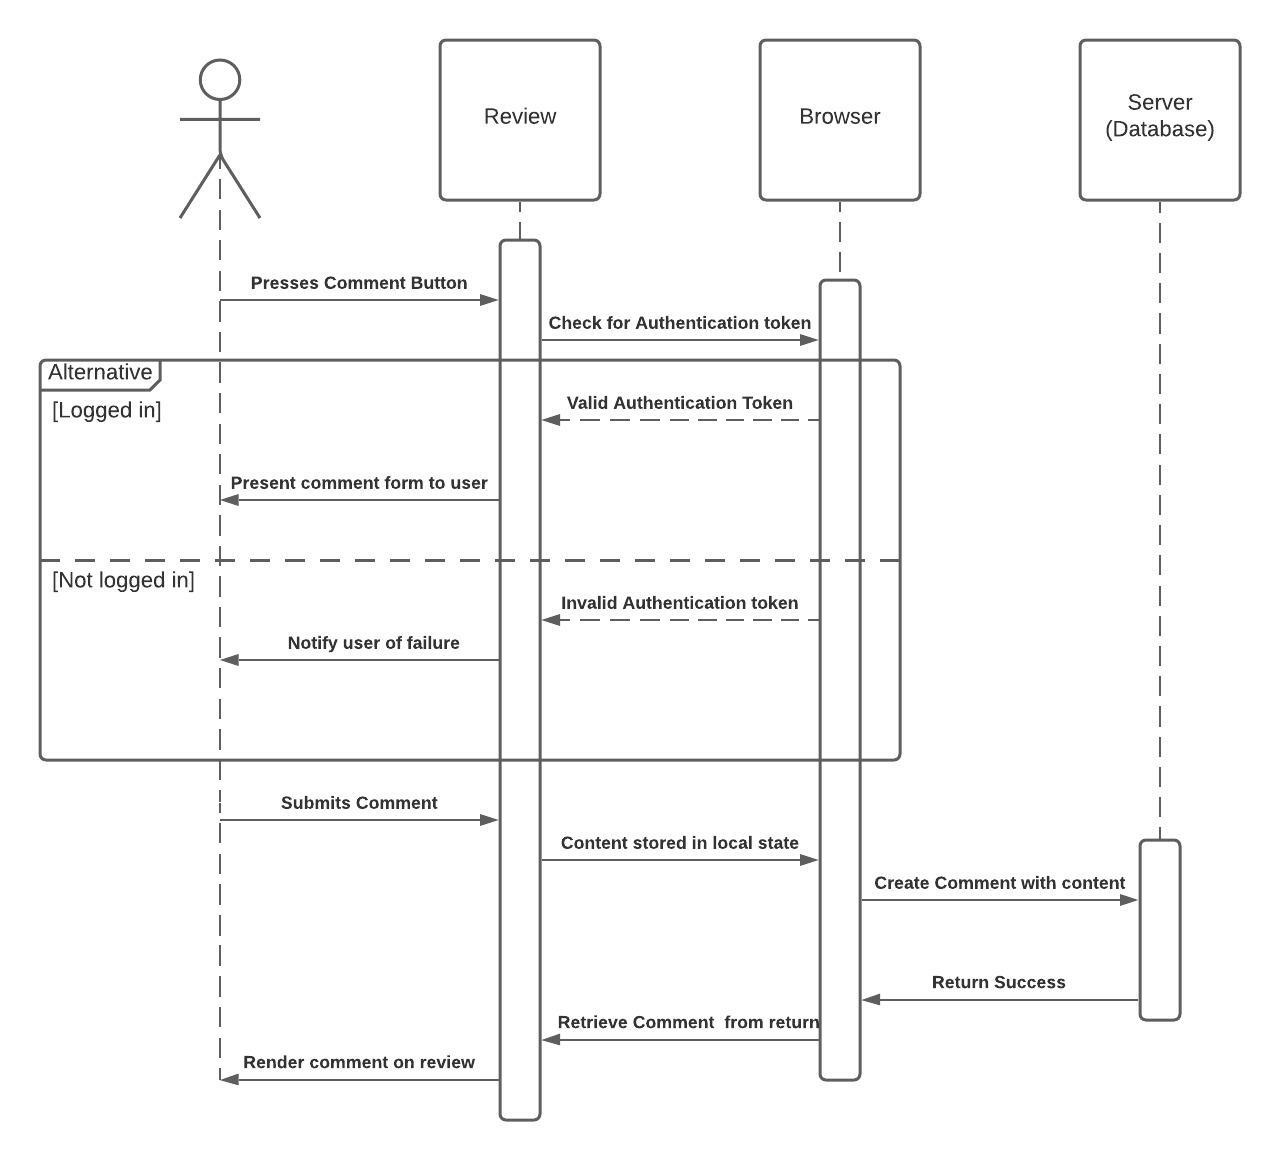 Review
Browser
Server
(Database)
Presses Comment Button
Check for Authentication token
Alternative
[Logged in]
Valid Authentication Token
Present comment form to user
[Not logged in]
Invalid Authentication token
Notify user of failure
Submits Comment
Content stored in local state
Create Comment with content
Return Success
Retrieve Comment  from return
Render comment on review